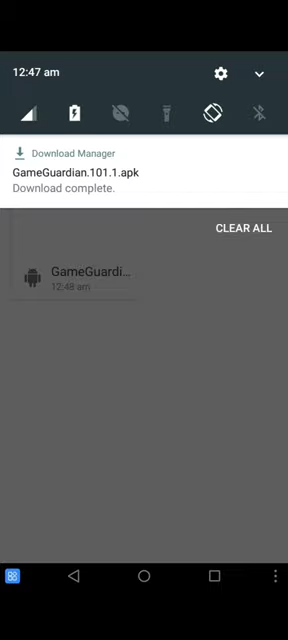 12:47 am
Download Manager
GameGuardian.101.1.apk
Download complete.
CLEAR ALL
GameGuardi...
12:48 am